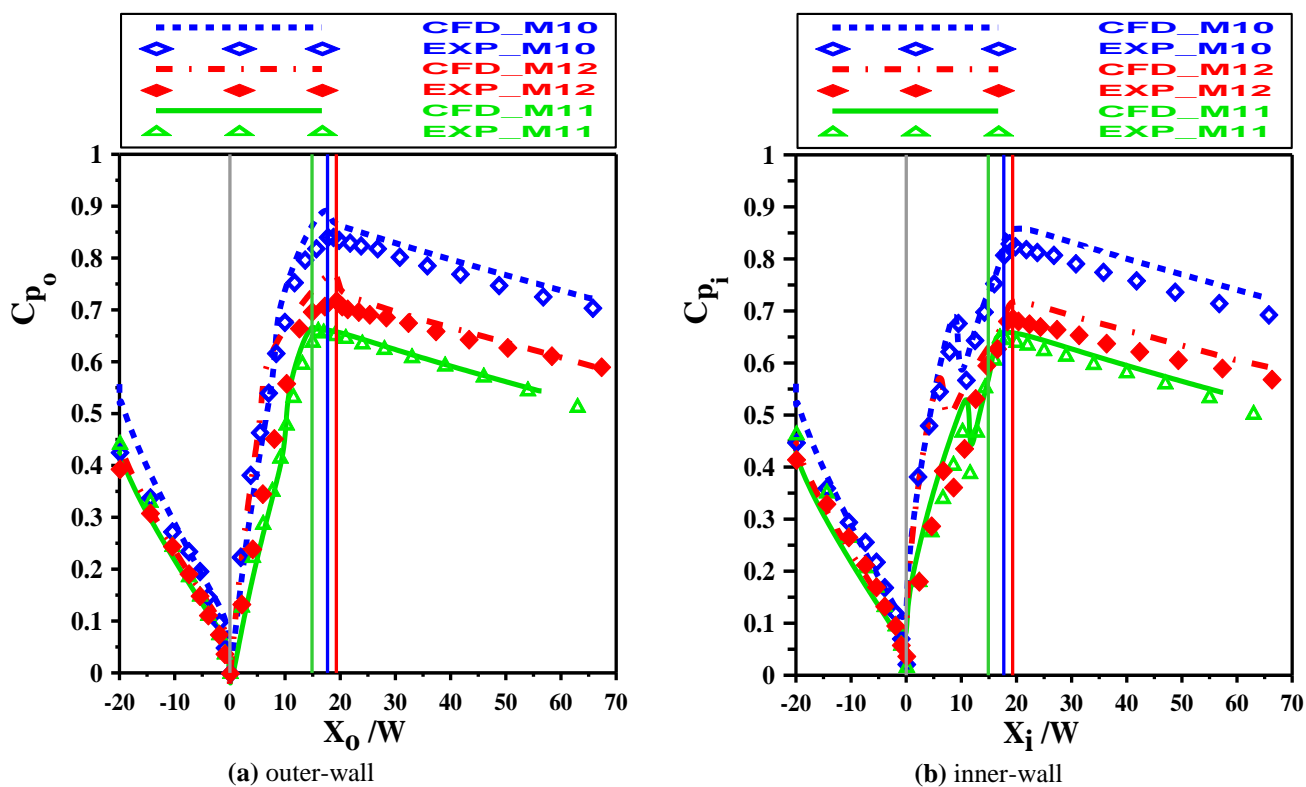 CFD_M10
EXP_M10
CFD_M12
EXP_M12
CFD_M11
EXP_M11
1
0.9
0.8
0.7
0.6
0.5
0.4
0.3
0.2
0.1
0
Cpo
-20 -10 0 10 20 30 40 50 60 70
Xo /W
(a) outer-wall
CFD_M10
EXP_M10
CFD_M12
EXP_M12
CFD_M11
EXP_M11
1
0.9
0.8
0.7
0.6
0.5
0.4
0.3
0.2
0.1
0
Cpi
-20 -10 0 10 20 30 40 50 60 70
Xi /W
(b) inner-wall